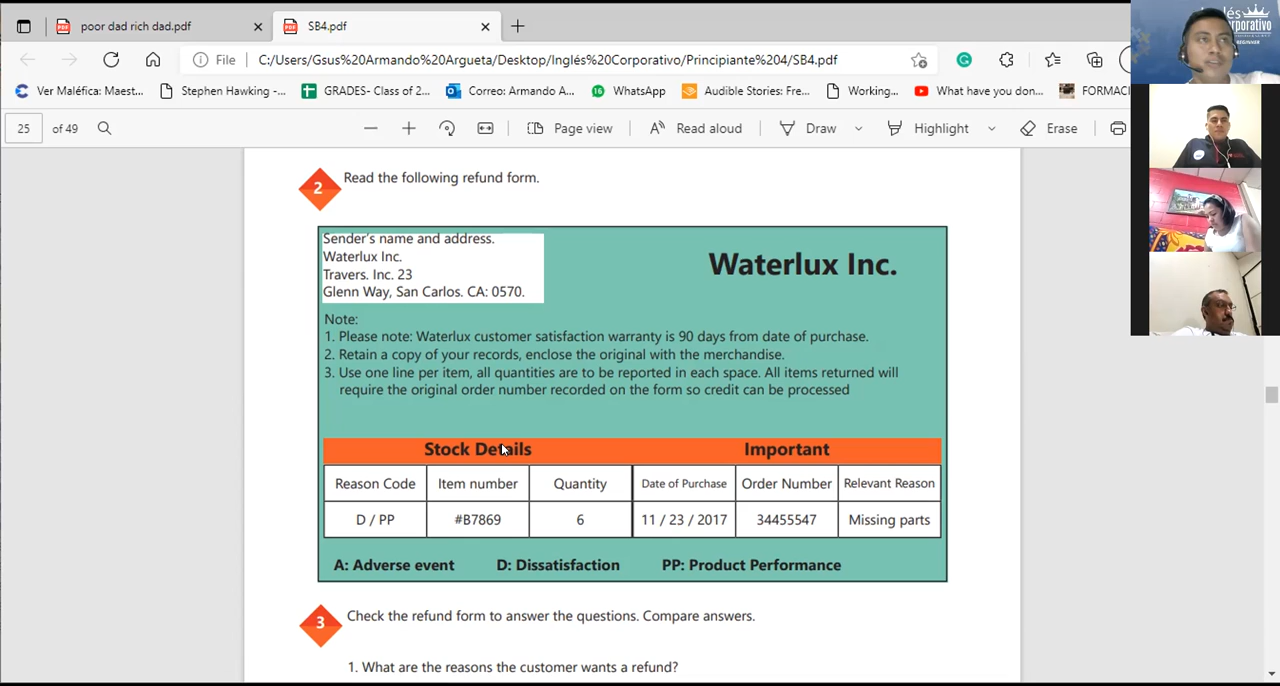 poor dad rich dad.pdf
SB4.pdf
File C:/Users/Gsus%20Armando%20Argueta/Desktop/Inglés%20Corporativo/Principiante%204/SB4.pdf
Ver Maléfica: Maest... Stephen Hawking -... GRADES- Class of 2... Correo: Armando A... WhatsApp Audible Stories: Fre... Working... What have you don... FORMACI
25 of 49 Page view Read aloud Draw Highlight Erase
2 Read the following refund form.
Sender's name and address.
Waterlux Inc.
Travers. Inc. 23
Glenn Way, San Carlos. CA: 0570.
Waterlux Inc.
Note:
1. Please note: Waterlux customer satisfaction warranty is 90 days from date of purchase.
2. Retain a copy of your records, enclose the original with the merchandise.
3. Use one line per item, all quantities are to be reported in each space. All items returned will
require the original order number recorded on the form so credit can be processed
Stock Details Important
Reason Code Item number Quantity Date of Purchase Order Number Relevant Reason
D / PP #B7869 6 11 / 23 / 2017 34455547 Missing parts
A: Adverse event D: Dissatisfaction PP: Product Performance
3 Check the refund form to answer the questions. Compare answers.
1. What are the reasons the customer wants a refund?